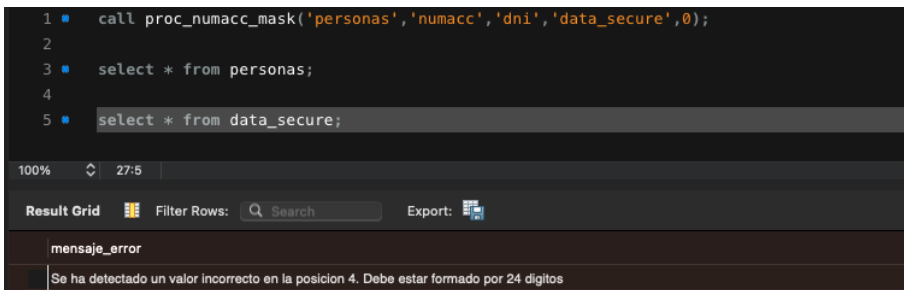 1 call proc_numacc_mask('personas','numacc','dni','data_secure',0);
2
3 select * from personas;
4
5 select * from data_secure;
100% 27:5
Result Grid Filter Rows: Search Export:
mensaje_error
Se ha detectado un valor incorrecto en la posicion 4. Debe estar formado por 24 digitos